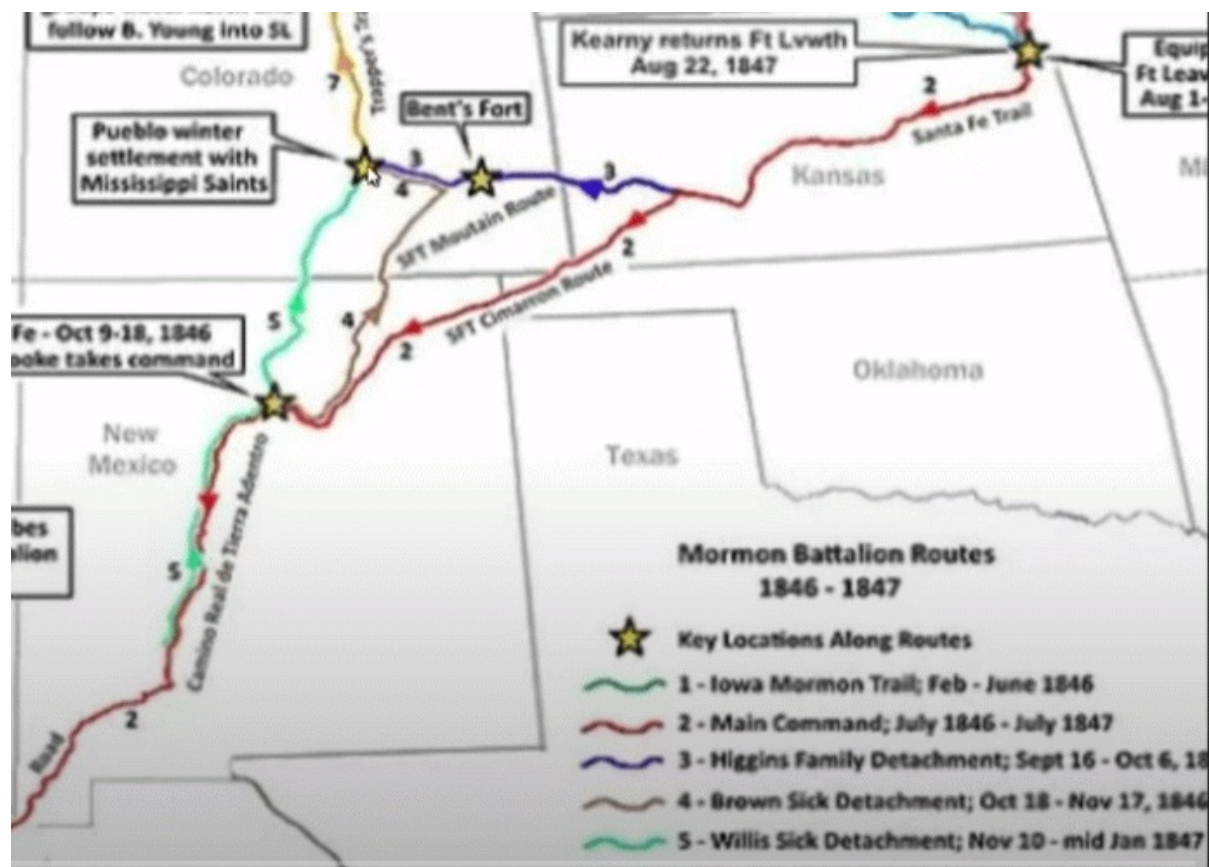 follow B. Young into SL
Colorado
7
Trapper's
Kearny returns Ft Lvwth
Aug 22, 1847
Equip
Ft Leav
Aug 1-
2
Santa Fe Trail
Bent's Fort
Pueblo winter
settlement with
Mississippi Saints
3
4
3
Kansas
Mi
SFT Moutain Route
2
SFT Cimarron Route
5
4
2
Fe - Oct 9-18, 1846
ooke takes command
Oklahoma
New
Mexico
Texas
Camino Real de Tierra Adentro
bes
alion
5
2
Road
Mormon Battalion Routes
1846 - 1847
Key Locations Along Routes
1 - Iowa Mormon Trail; Feb - June 1846
2 - Main Command; July 1846 - July 1847
3 - Higgins Family Detachment; Sept 16 - Oct 6, 18
4 - Brown Sick Detachment; Oct 18 - Nov 17, 1846
5 - Willis Sick Detachment; Nov 10 - mid Jan 1847